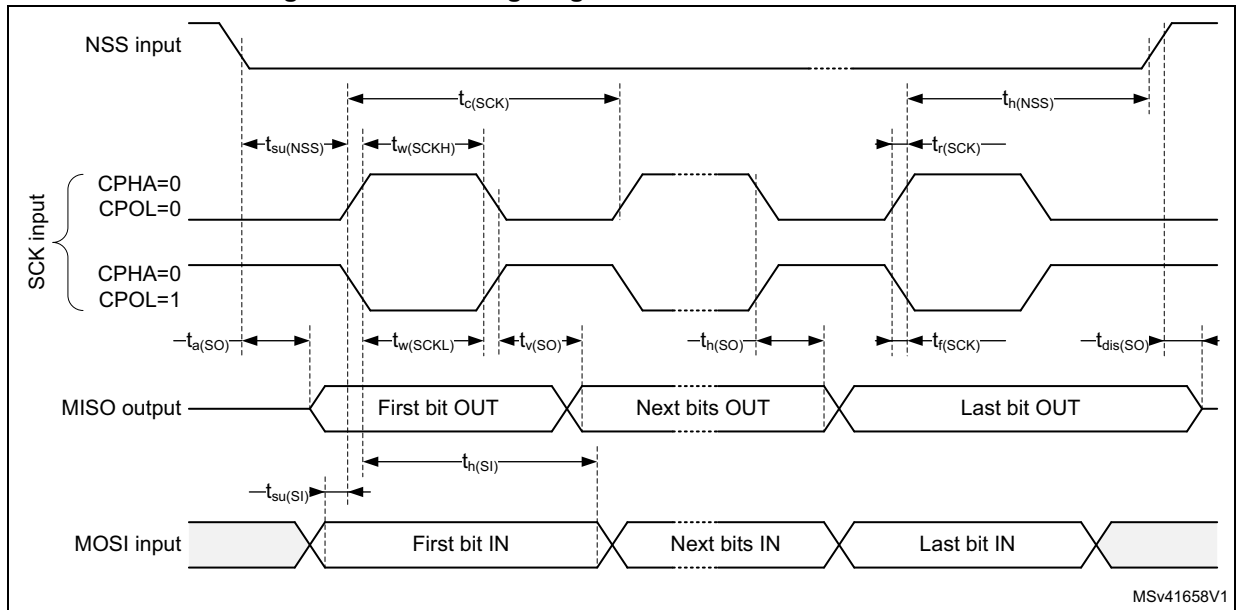 NSS input
tc(SCK)
th(NSS)
tsu(NSS)
tw(SCKH)
tr(SCK)
SCK input
CPHA=0
CPOL=0
CPHA=0
CPOL=1
ta(SO)
tw(SCKL)
tv(SO)
th(SO)
tf(SCK)
tdis(SO)
MISO output
First bit OUT
Next bits OUT
Last bit OUT
th(SI)
tsu(SI)
MOSI input
First bit IN
Next bits IN
Last bit IN
MSv41658V1